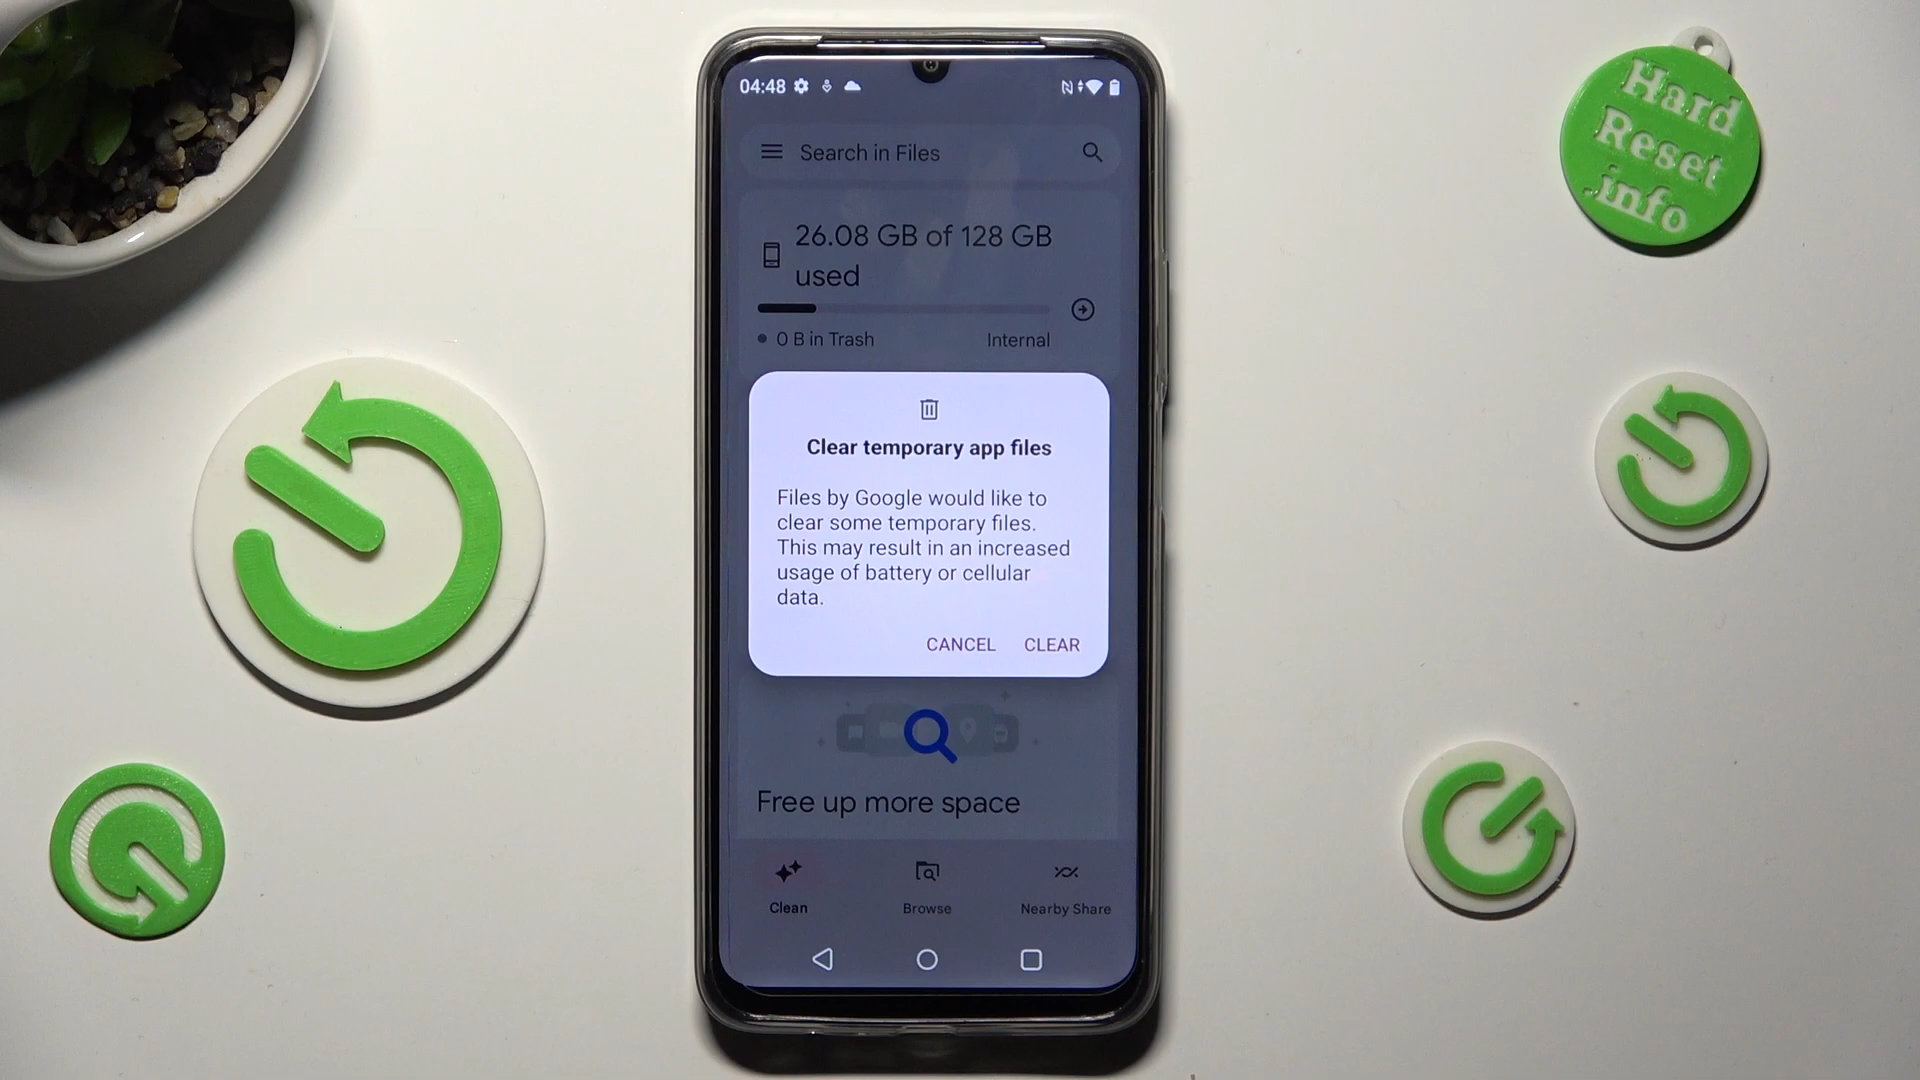 04:48
Search in Files
26.08 GB of 128 GB
used
0 B in Trash
Internal
Clear temporary app files
Files by Google would like to
clear some temporary files.
This may result in an increased
usage of battery or cellular
data.
CANCEL CLEAR
Free up more space
Clean Browse Nearby Share
Hard
Reset
.info